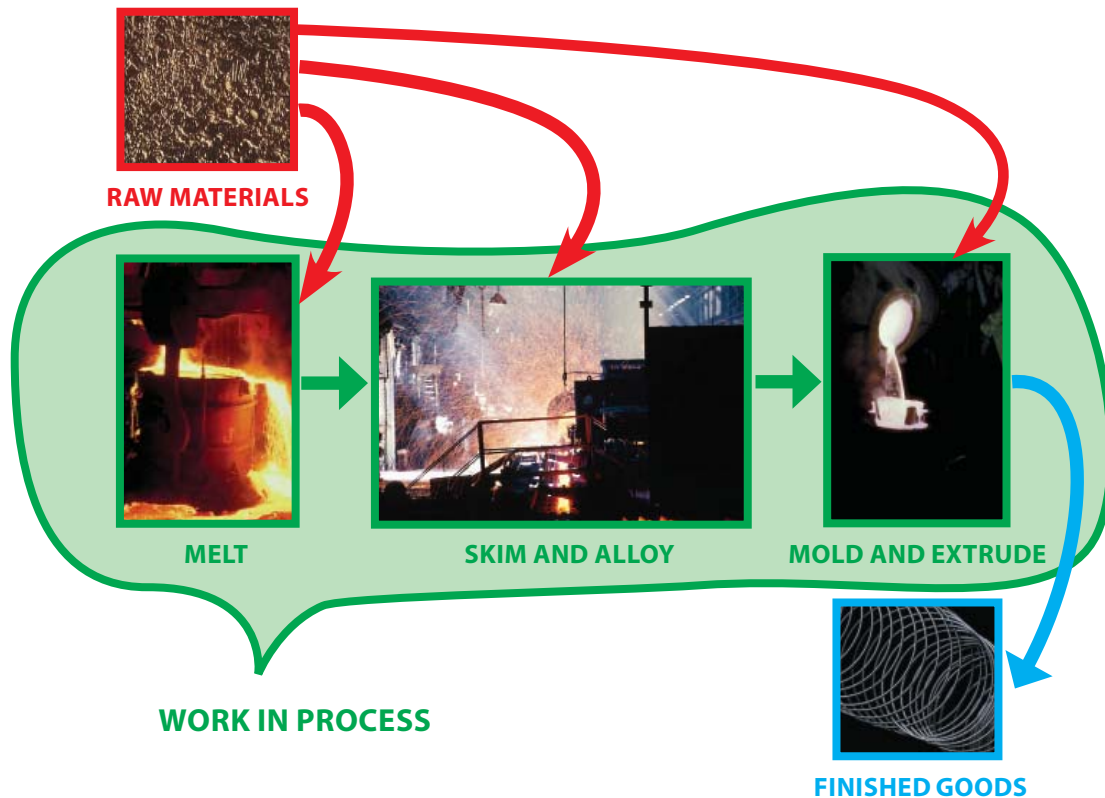 RAW MATERIALS
MELT
SKIM AND ALLOY
MOLD AND EXTRUDE
WORK IN PROCESS
FINISHED GOODS